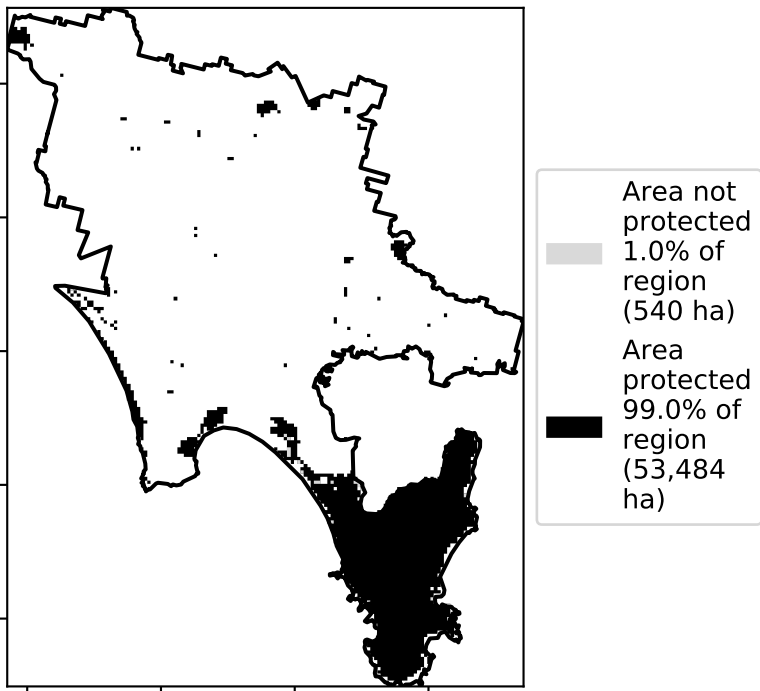 Area not
protected
1.0% of
region
(540 ha)
Area
protected
99.0% of
region
(53,484
ha)